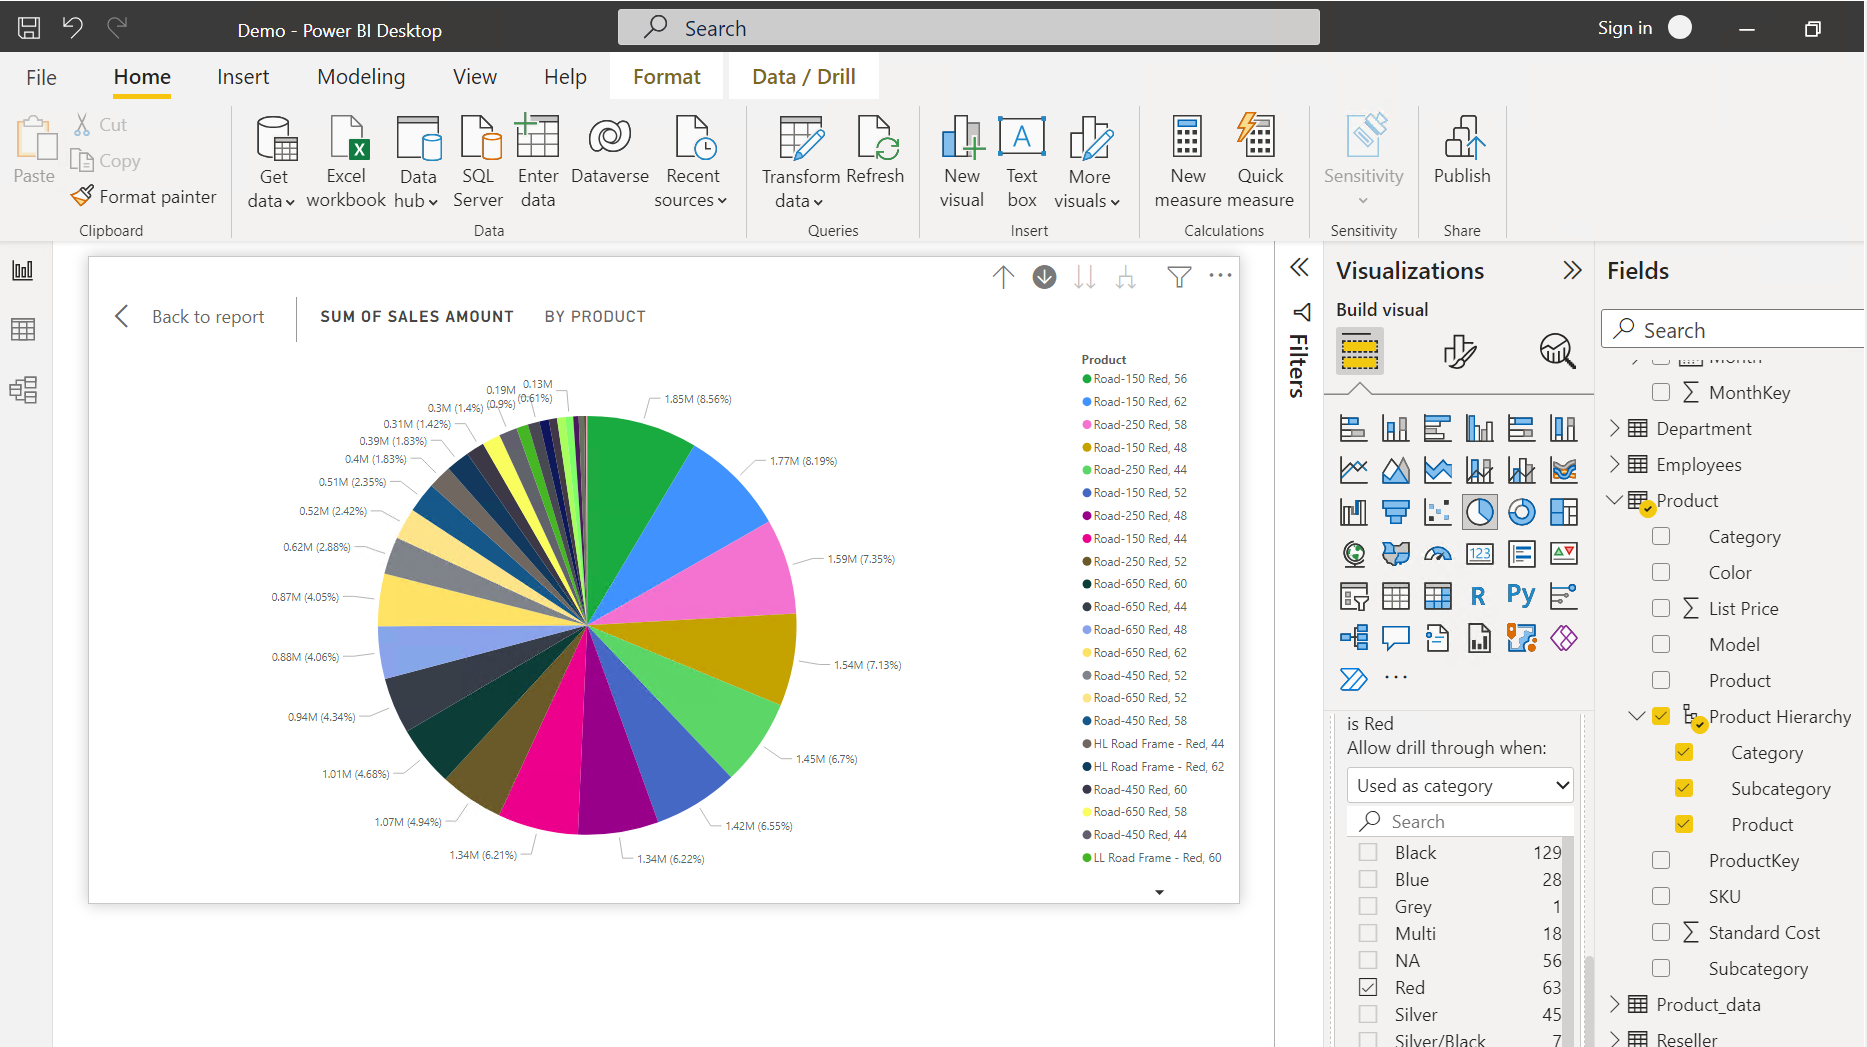 Demo - Power BI Desktop
Search
Sign in
File
Home
Insert
Modeling
View
Help
Format
Data / Drill
Paste
Cut
Copy
Format painter
Clipboard
Get
data
Excel
workbook
Data
hub
SQL
Server
Enter
data
Dataverse
Recent
sources
Data
Transform
data
Refresh
Queries
New
visual
A
Text
box
More
visuals
Insert
New
measure
Quick
measure
Calculations
Sensitivity
Sensitivity
Publish
Share
Back to report
SUM OF SALES AMOUNT
BY PRODUCT
1.85M (8.56%)
1.77M (8.19%)
1.59M (7.35%)
1.54M (7.13%)
1.45M (6.7%)
1.42M (6.55%)
1.34M (6.22%)
1.34M (6.21%)
1.07M (4.94%)
1.01M (4.68%)
0.94M (4.34%)
0.88M (4.06%)
0.87M (4.05%)
0.62M (2.88%)
0.52M (2.42%)
0.51M (2.35%)
0.4M (1.83%)
0.39M (1.83%)
0.31M (1.42%)
0.3M (1.4%)
0.19M
(0.9%)
0.13M
(0.61%)
Product
Road-150 Red, 56
Road-150 Red, 62
Road-250 Red, 58
Road-150 Red, 48
Road-250 Red, 44
Road-150 Red, 52
Road-250 Red, 48
Road-150 Red, 44
Road-250 Red, 52
Road-650 Red, 60
Road-650 Red, 44
Road-650 Red, 48
Road-650 Red, 62
Road-450 Red, 52
Road-650 Red, 52
Road-450 Red, 58
HL Road Frame - Red, 44
HL Road Frame - Red, 62
Road-450 Red, 60
Road-650 Red, 58
Road-450 Red, 44
LL Road Frame - Red, 60
Filters
Visualizations
Build visual
123
R
Py
is Red
Allow drill through when:
Used as category
Search
Black 129
Blue 28
Grey 1
Multi 18
NA 56
Red 63
Silver 45
Silver/Black 7
Fields
Search
Month
MonthKey
Department
Employees
Product
Category
Color
List Price
Model
Product
Product Hierarchy
Category
Subcategory
Product
ProductKey
SKU
Standard Cost
Subcategory
Product_data
Reseller